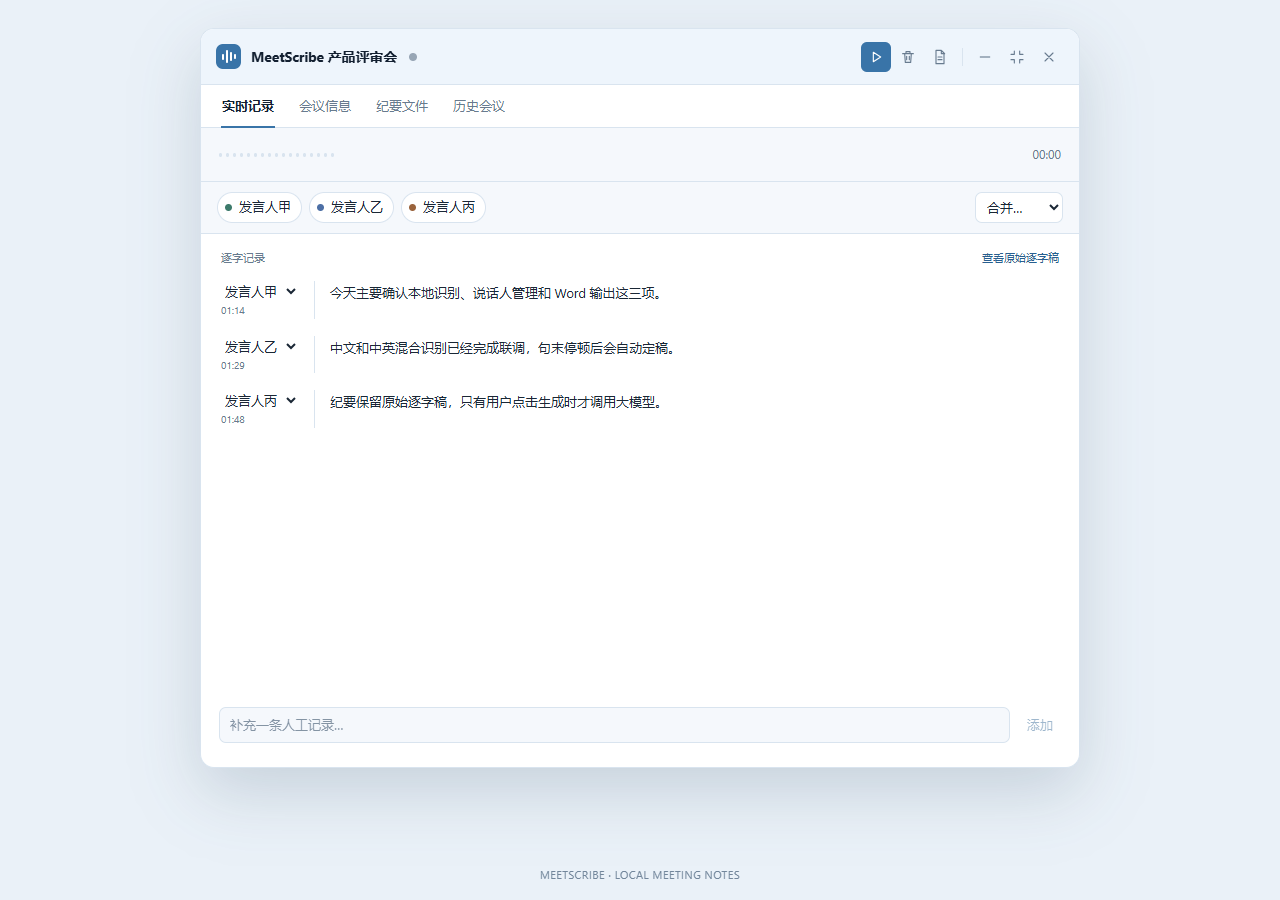 MeetScribe 产品评审会
实时记录 会议信息 纪要文件 历史会议
00:00
发言人甲 发言人乙 发言人丙 合并...
逐字记录 查看原始逐字稿
发言人甲 今天主要确认本地识别、说话人管理和 Word 输出这三项。
01:14
发言人乙 中文和中英混合识别已经完成联调，句末停顿后会自动定稿。
01:29
发言人丙 纪要保留原始逐字稿，只有用户点击生成时才调用大模型。
01:48
补充一条人工记录... 添加
MEETSCRIBE · LOCAL MEETING NOTES